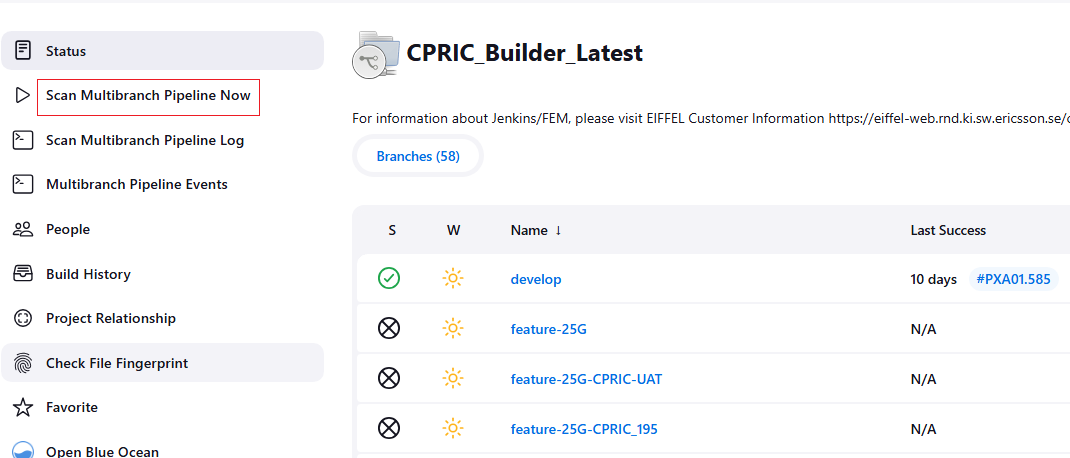 Status
Scan Multibranch Pipeline Now
Scan Multibranch Pipeline Log
Multibranch Pipeline Events
People
Build History
Project Relationship
Check File Fingerprint
Favorite
Open Blue Ocean
CPRIC_Builder_Latest
For information about Jenkins/FEM, please visit EIFFEL Customer Information https://eiffel-web.rnd.ki.sw.ericsson.se/
Branches (58)
S W Name ↓ Last Success
develop 10 days #PXA01.585
feature-25G N/A
feature-25G-CPRIC-UAT N/A
feature-25G-CPRIC_195 N/A